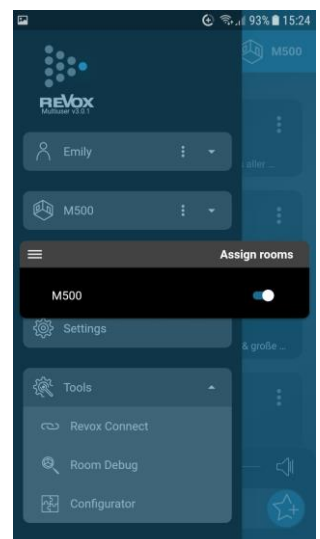 93% 15:24
REVOX
Multiuser v3.0.1
M500
Emily
s aller ...
M500
Assign rooms
M500
Settings
& große ...
Tools
Revox Connect
Room Debug
Configurator